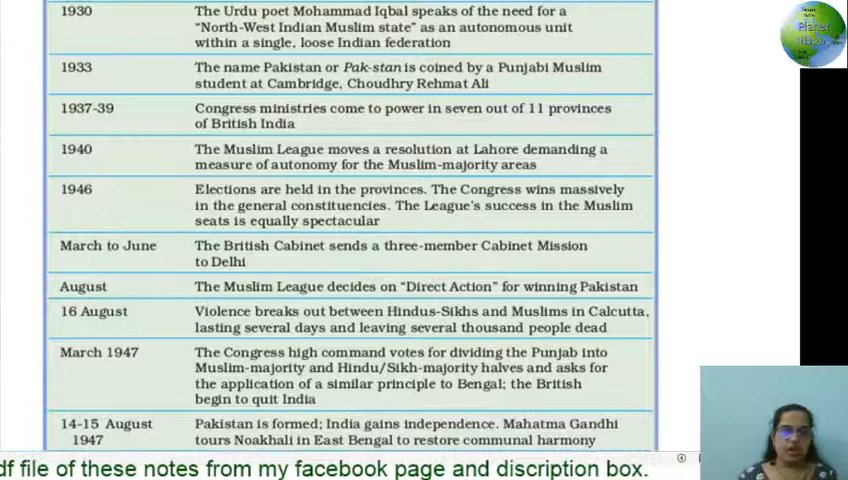 1930 The Urdu poet Mohammad Iqbal speaks of the need for a
“North-West Indian Muslim state” as an autonomous unit
within a single, loose Indian federation
1933 The name Pakistan or Pak-stan is coined by a Punjabi Muslim
student at Cambridge, Choudhry Rehmat Ali
1937-39 Congress ministries come to power in seven out of 11 provinces
of British India
1940 The Muslim League moves a resolution at Lahore demanding a
measure of autonomy for the Muslim-majority areas
1946 Elections are held in the provinces. The Congress wins massively
in the general constituencies. The League’s success in the Muslim
seats is equally spectacular
March to June The British Cabinet sends a three-member Cabinet Mission
to Delhi
August The Muslim League decides on “Direct Action” for winning Pakistan
16 August Violence breaks out between Hindus-Sikhs and Muslims in Calcutta,
lasting several days and leaving several thousand people dead
March 1947 The Congress high command votes for dividing the Punjab into
Muslim-majority and Hindu/Sikh-majority halves and asks for
the application of a similar principle to Bengal; the British
begin to quit India
14-15 August Pakistan is formed; India gains independence. Mahatma Gandhi
1947 tours Noakhali in East Bengal to restore communal harmony
df file of these notes from my facebook page and discription box.
Planet
History